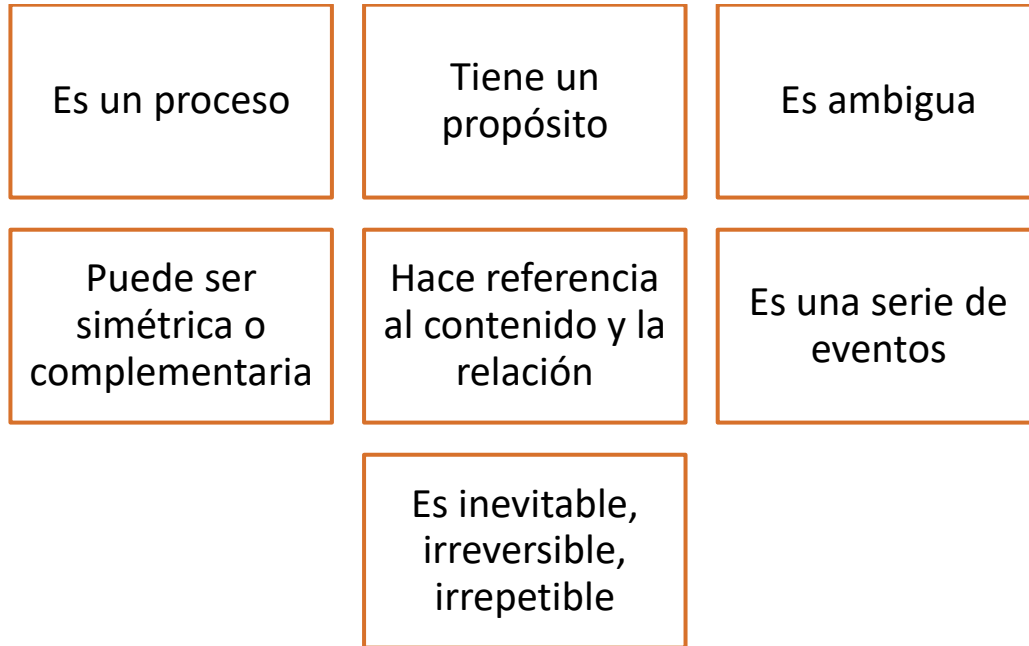 Es un proceso
Tiene un
propósito
Es ambigua
Puede ser
simétrica o
complementaria
Hace referencia
al contenido y la
relación
Es una serie de
eventos
Es inevitable,
irreversible,
irrepetible